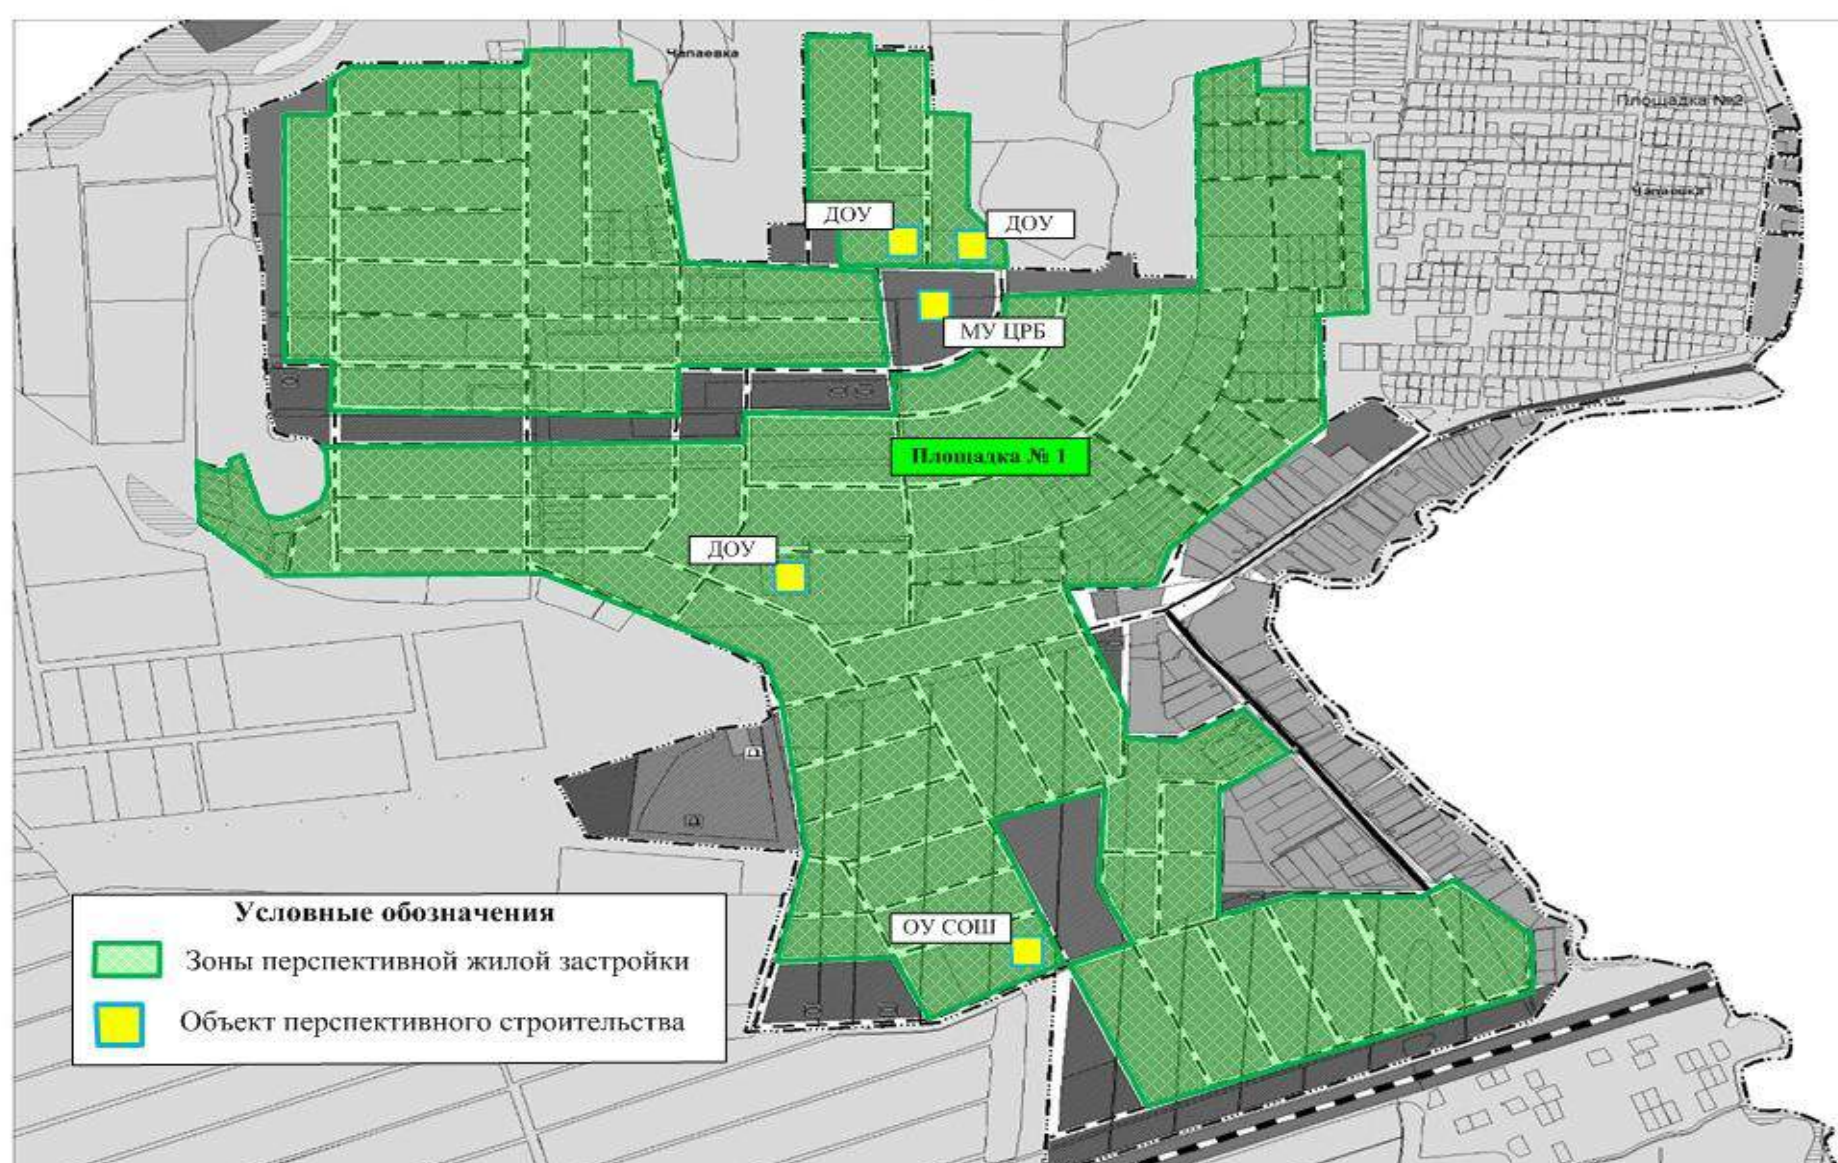 Чапаевка
Площадка №2
Чапаевка
ДОУ
ДОУ
МУ ЦРБ
Площадка № 1
ДОУ
ОУ СОШ
Условные обозначения
Зоны перспективной жилой застройки
Объект перспективного строительства